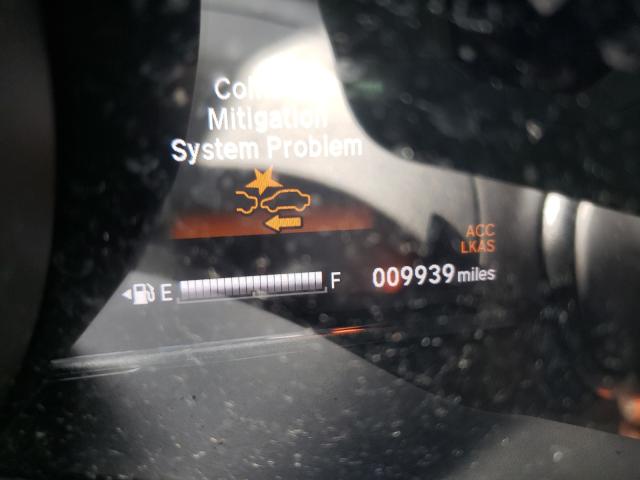 Mitigation
System Problem
ACC
LKAS
E F 009939 miles